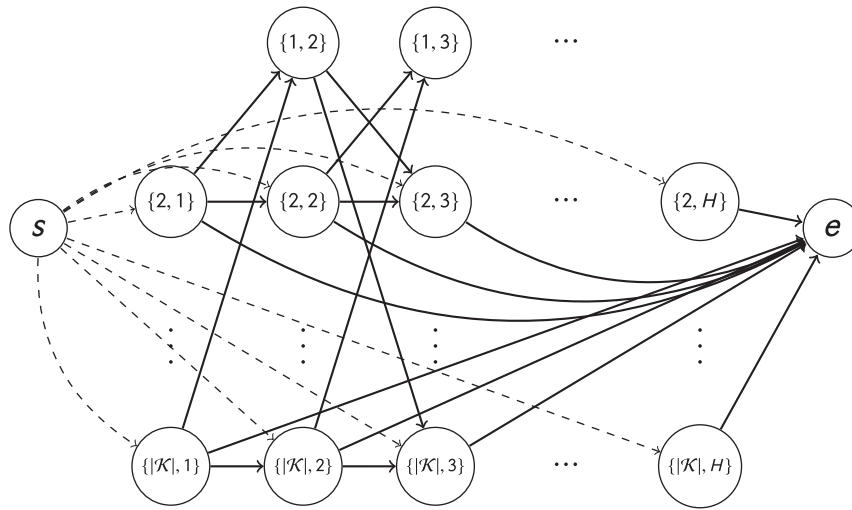 {1, 2} {1, 3} ...
s {2, 1} {2, 2} {2, 3} ... {2, H} e
⋮ ⋮ ⋮ ⋮
{|𝒦|, 1} {|𝒦|, 2} {|𝒦|, 3} ... {|𝒦|, H}